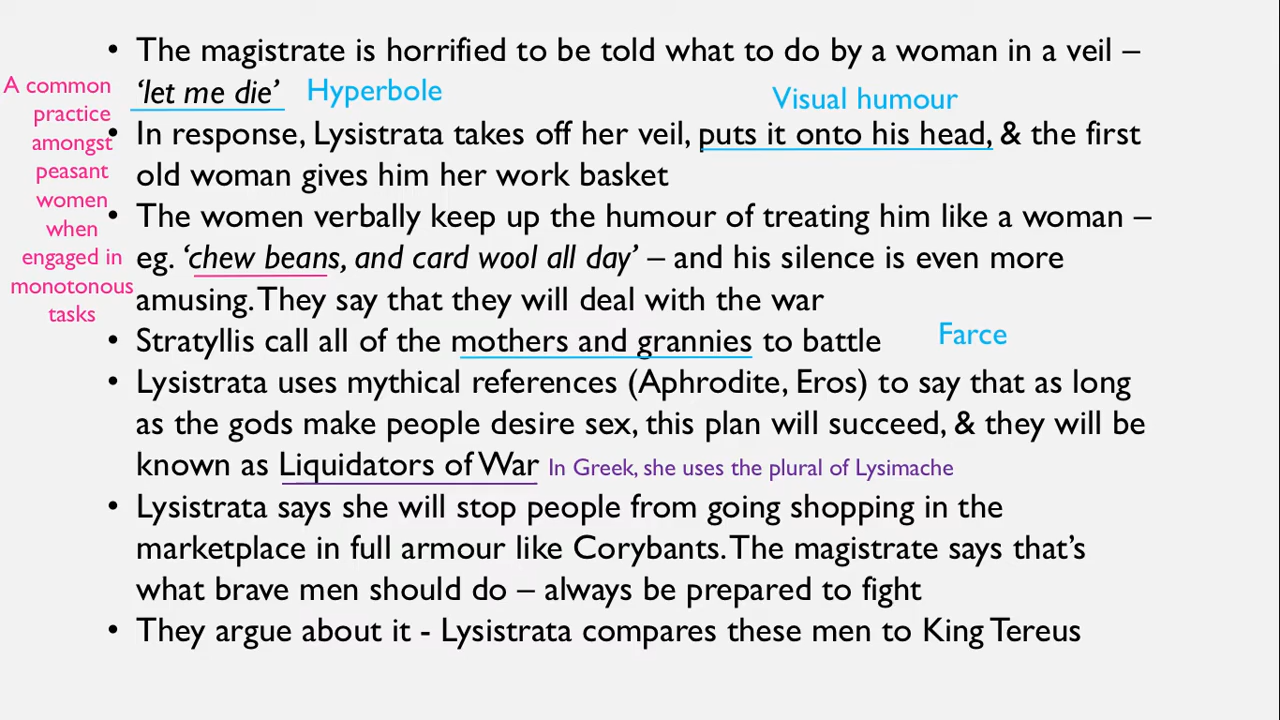 • The magistrate is horrified to be told what to do by a woman in a veil –
‘let me die’ Hyperbole
Visual humour
• In response, Lysistrata takes off her veil, puts it onto his head, & the first
old woman gives him her work basket
• The women verbally keep up the humour of treating him like a woman –
eg. ‘chew beans, and card wool all day’ – and his silence is even more
amusing. They say that they will deal with the war
A common
practice
amongst
peasant
women
when
engaged in
monotonous
tasks
• Stratyllis call all of the mothers and grannies to battle Farce
• Lysistrata uses mythical references (Aphrodite, Eros) to say that as long
as the gods make people desire sex, this plan will succeed, & they will be
known as Liquidators of War In Greek, she uses the plural of Lysimache
• Lysistrata says she will stop people from going shopping in the
marketplace in full armour like Corybants. The magistrate says that’s
what brave men should do – always be prepared to fight
• They argue about it - Lysistrata compares these men to King Tereus